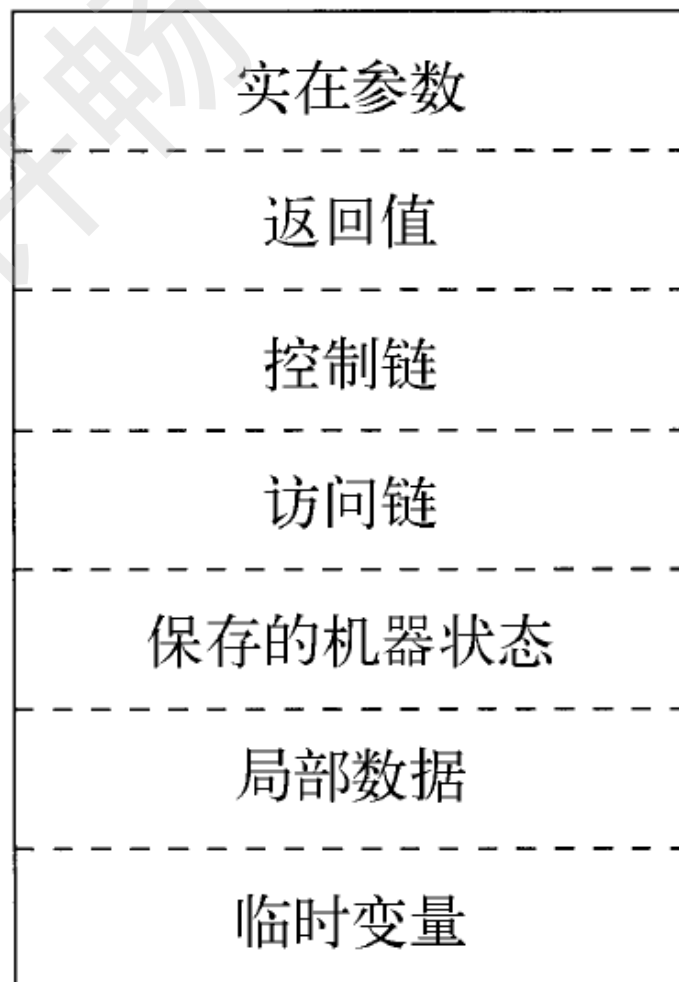 实在参数
返回值
控制链
访问链
保存的机器状态
局部数据
临时变量